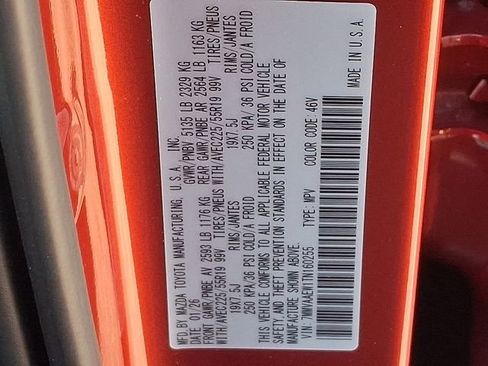 MFD BY MAZDA TOYOTA MANUFACTURING, U.S.A., INC.
DATE 01/26 GVWR/PNBV 5135 LB 2329 KG
FRONT GAWR/PNBE AV 2593 LB 1176 KG REAR GAWR/PNBE AR 2564 LB 1163 KG
TIRES/PNEUS WITH/AVEC225/55R19 99V TIRES/PNEUS WITH/AVEC225/55R19 99V
RIMS/JANTES 19X7.5J RIMS/JANTES 19X7.5J
250 KPA/36 PSI COLD/A FROID 250 KPA/36 PSI COLD/A FROID
THIS VEHICLE CONFORMS TO ALL APPLICABLE FEDERAL MOTOR VEHICLE
SAFETY AND THEFT PREVENTION STANDARDS IN EFFECT ON THE DATE OF
MANUFACTURE SHOWN ABOVE.
VIN: 7MMVAAEW1TN160255 TYPE: MPV COLOR CODE: 46V
MADE IN U.S.A.